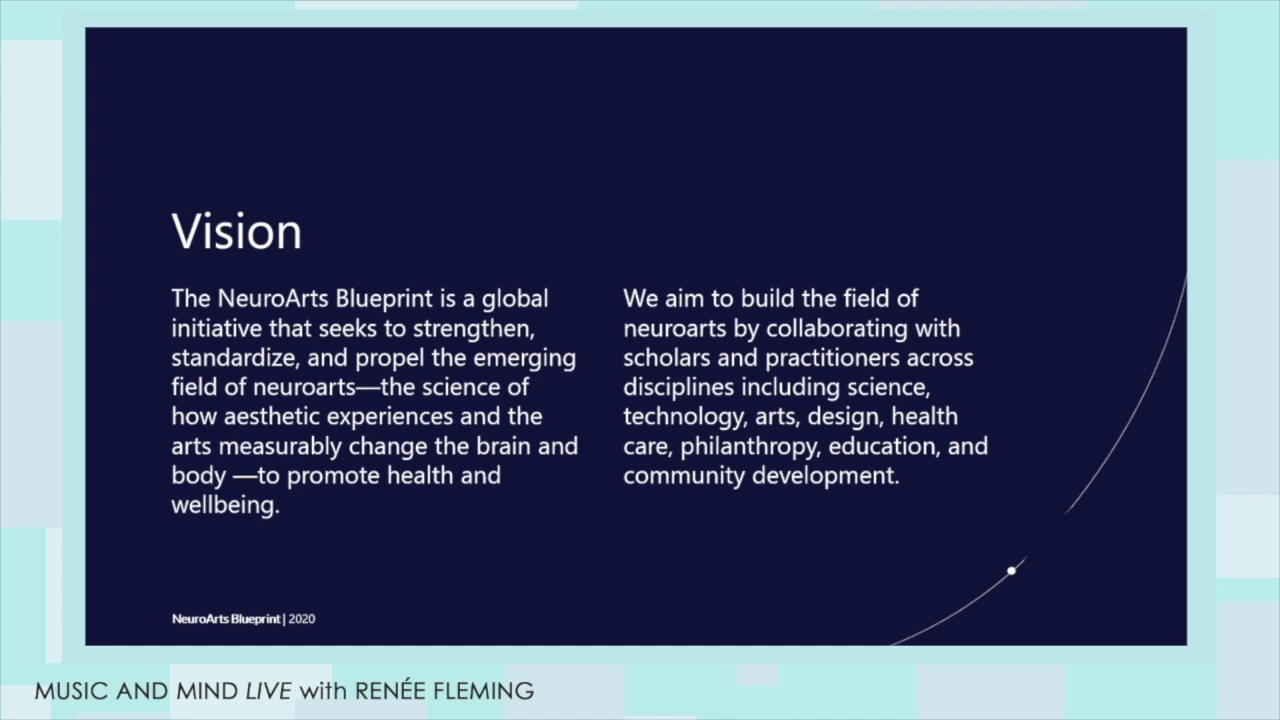 Vision
The NeuroArts Blueprint is a global
initiative that seeks to strengthen,
standardize, and propel the emerging
field of neuroarts—the science of
how aesthetic experiences and the
arts measurably change the brain and
body —to promote health and
wellbeing.
We aim to build the field of
neuroarts by collaborating with
scholars and practitioners across
disciplines including science,
technology, arts, design, health
care, philanthropy, education, and
community development.
NeuroArts Blueprint | 2020
MUSIC AND MIND LIVE with RENÉE FLEMING